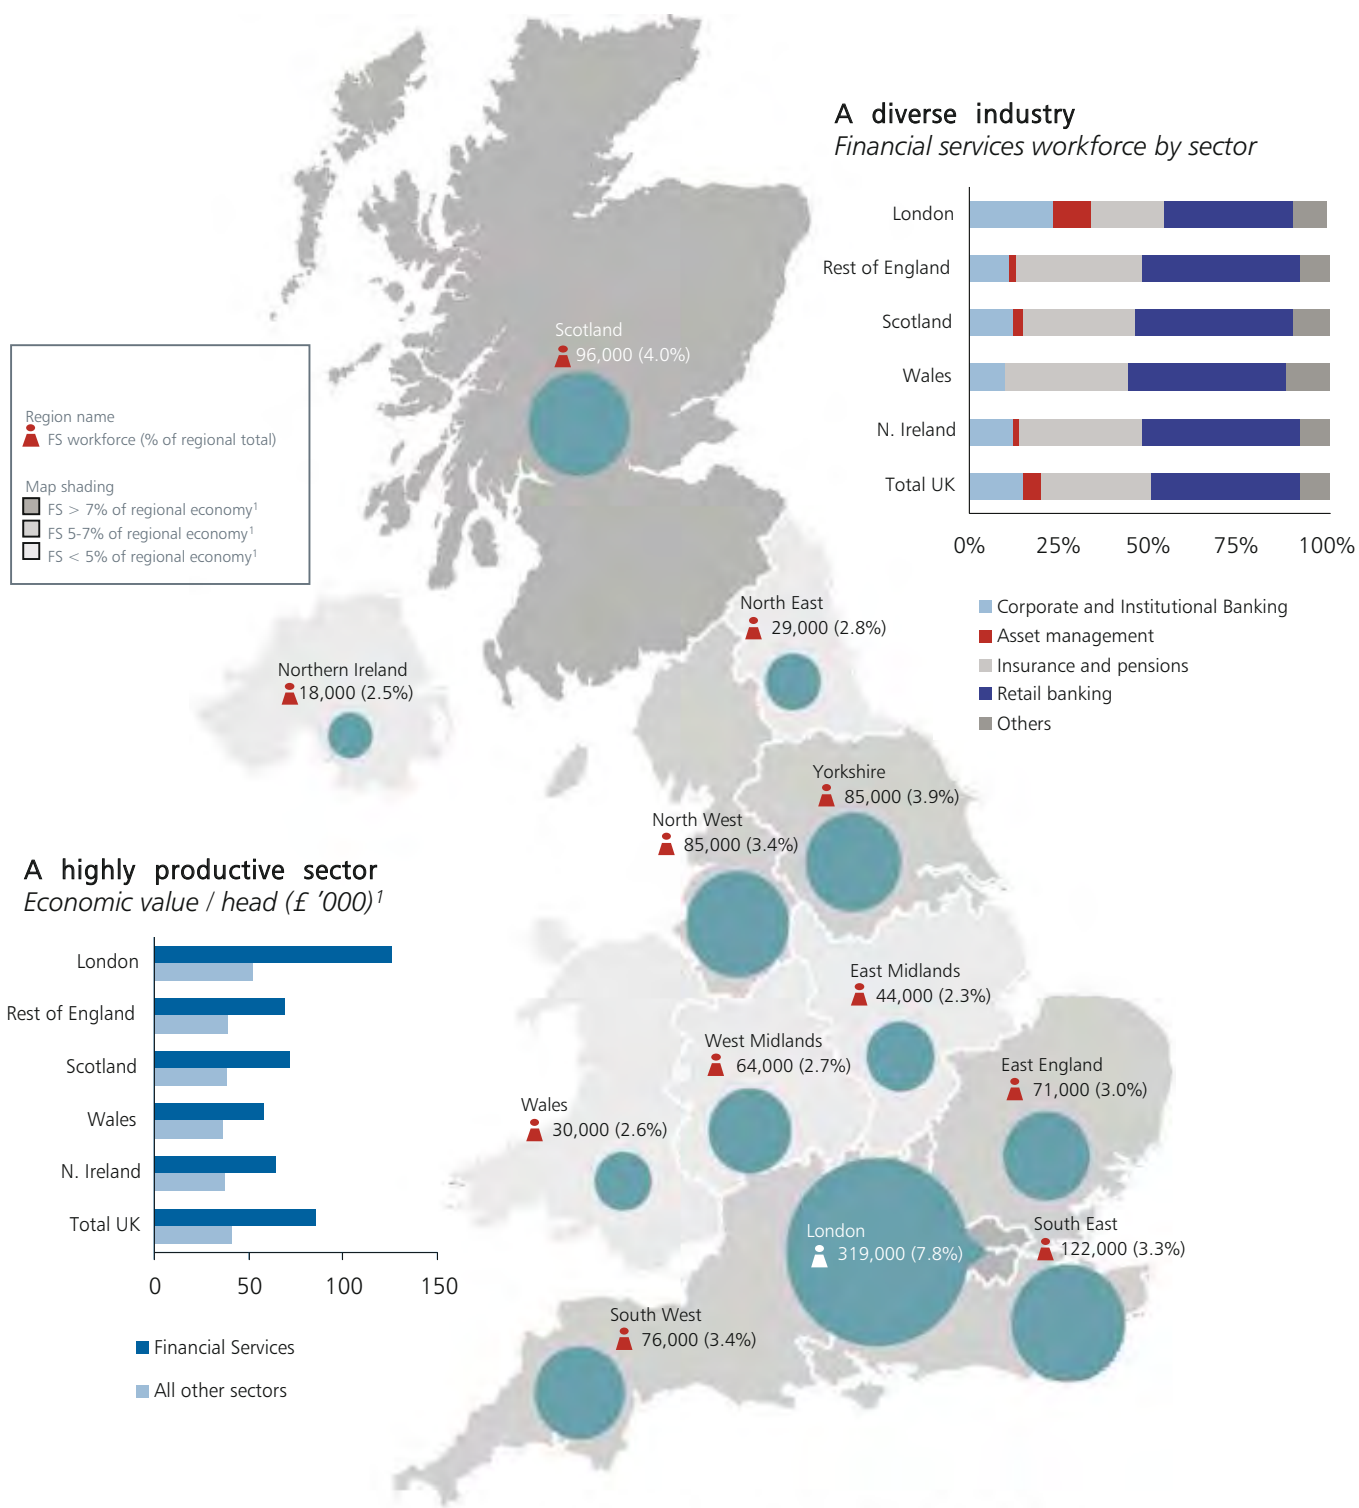 A diverse industry
Financial services workforce by sector
London
Rest of England
Scotland
Wales
N. Ireland
Total UK
0% 25% 50% 75% 100%
Corporate and Institutional Banking
Asset management
Insurance and pensions
Retail banking
Others
Scotland
96,000 (4.0%)
Region name
FS workforce (% of regional total)
Map shading
FS > 7% of regional economy¹
FS 5-7% of regional economy¹
FS < 5% of regional economy¹
North East
29,000 (2.8%)
Northern Ireland
18,000 (2.5%)
Yorkshire
85,000 (3.9%)
North West
85,000 (3.4%)
East Midlands
44,000 (2.3%)
West Midlands
64,000 (2.7%)
East England
71,000 (3.0%)
Wales
30,000 (2.6%)
London
319,000 (7.8%)
South East
122,000 (3.3%)
South West
76,000 (3.4%)
A highly productive sector
Economic value / head (£ ’000)¹
London
Rest of England
Scotland
Wales
N. Ireland
Total UK
0 50 100 150
Financial Services
All other sectors